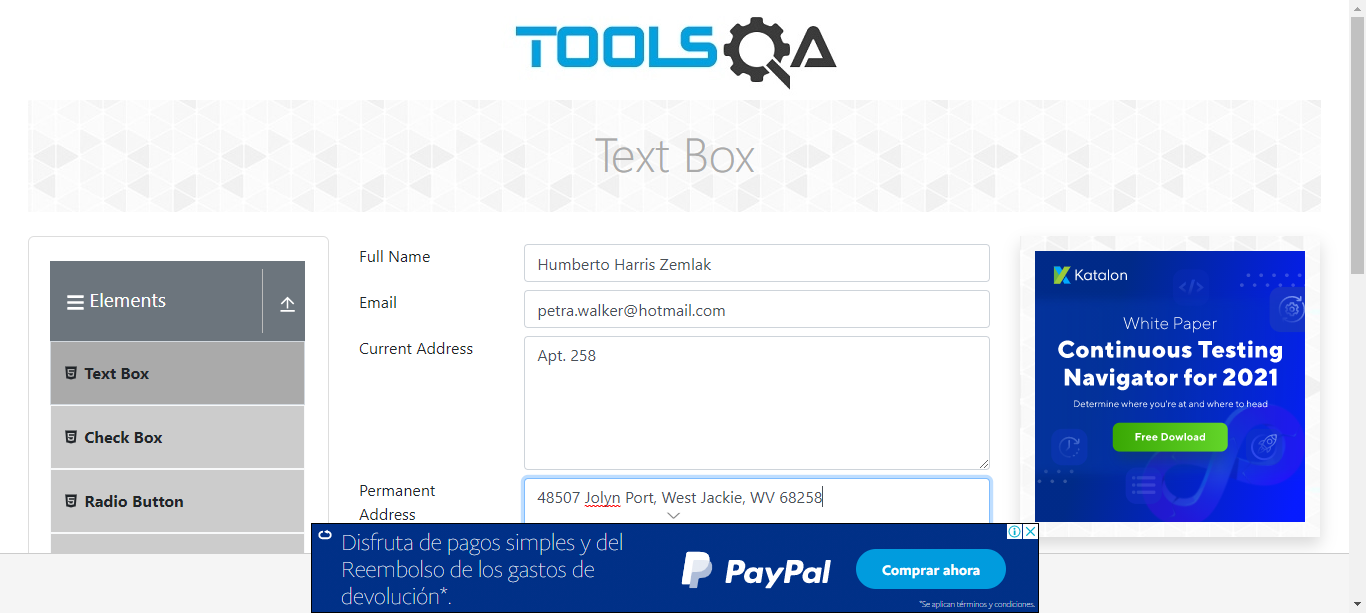 TOOLSQA
Text Box
Elements
Text Box
Check Box
Radio Button
Full Name
Humberto Harris Zemlak
Email
petra.walker@hotmail.com
Current Address
Apt. 258
Permanent
Address
48507 Jolyn Port, West Jackie, WV 68258
Katalon
White Paper
Continuous Testing
Navigator for 2021
Determine where you're at and where to head
Free Dowload
Disfruta de pagos simples y del
Reembolso de los gastos de
devolución*.
PayPal
Comprar ahora
*Se aplican términos y condiciones.